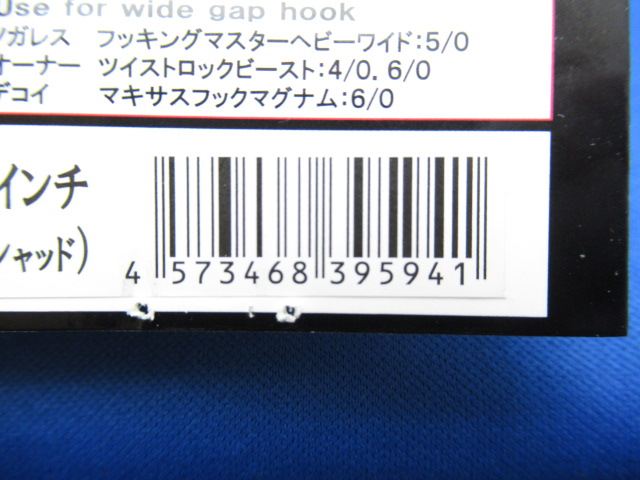 Use for wide gap hook
ノガレス フッキングマスターヘビーワイド:5/0
オーナー ツイストロックビースト:4/0.6/0
デコイ マキサスフックマグナム:6/0
インチ
シャッド)
4 573468 395941